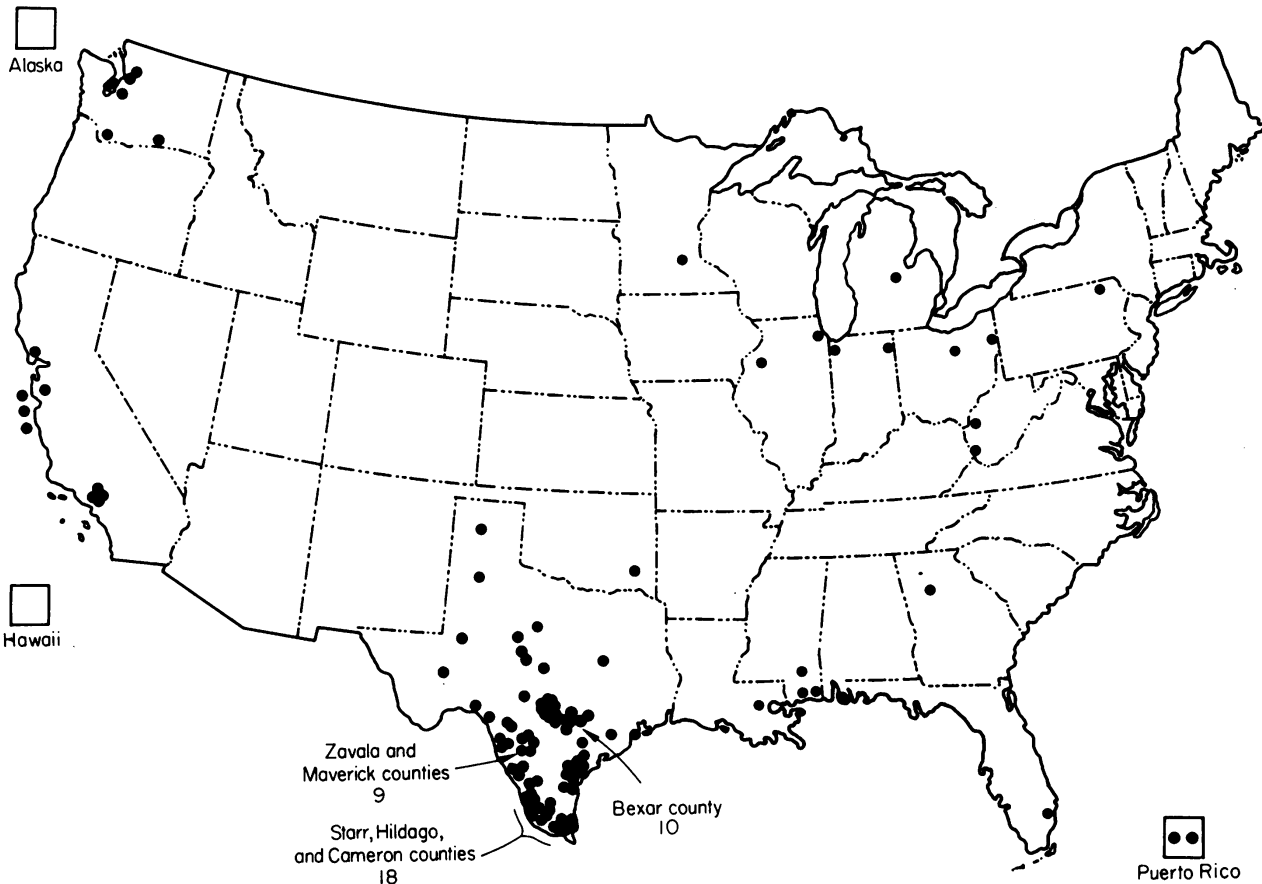 Alaska
Hawaii
Zavala and
Maverick counties
9
Bexar county
10
Starr, Hildago,
and Cameron counties
18
Puerto Rico